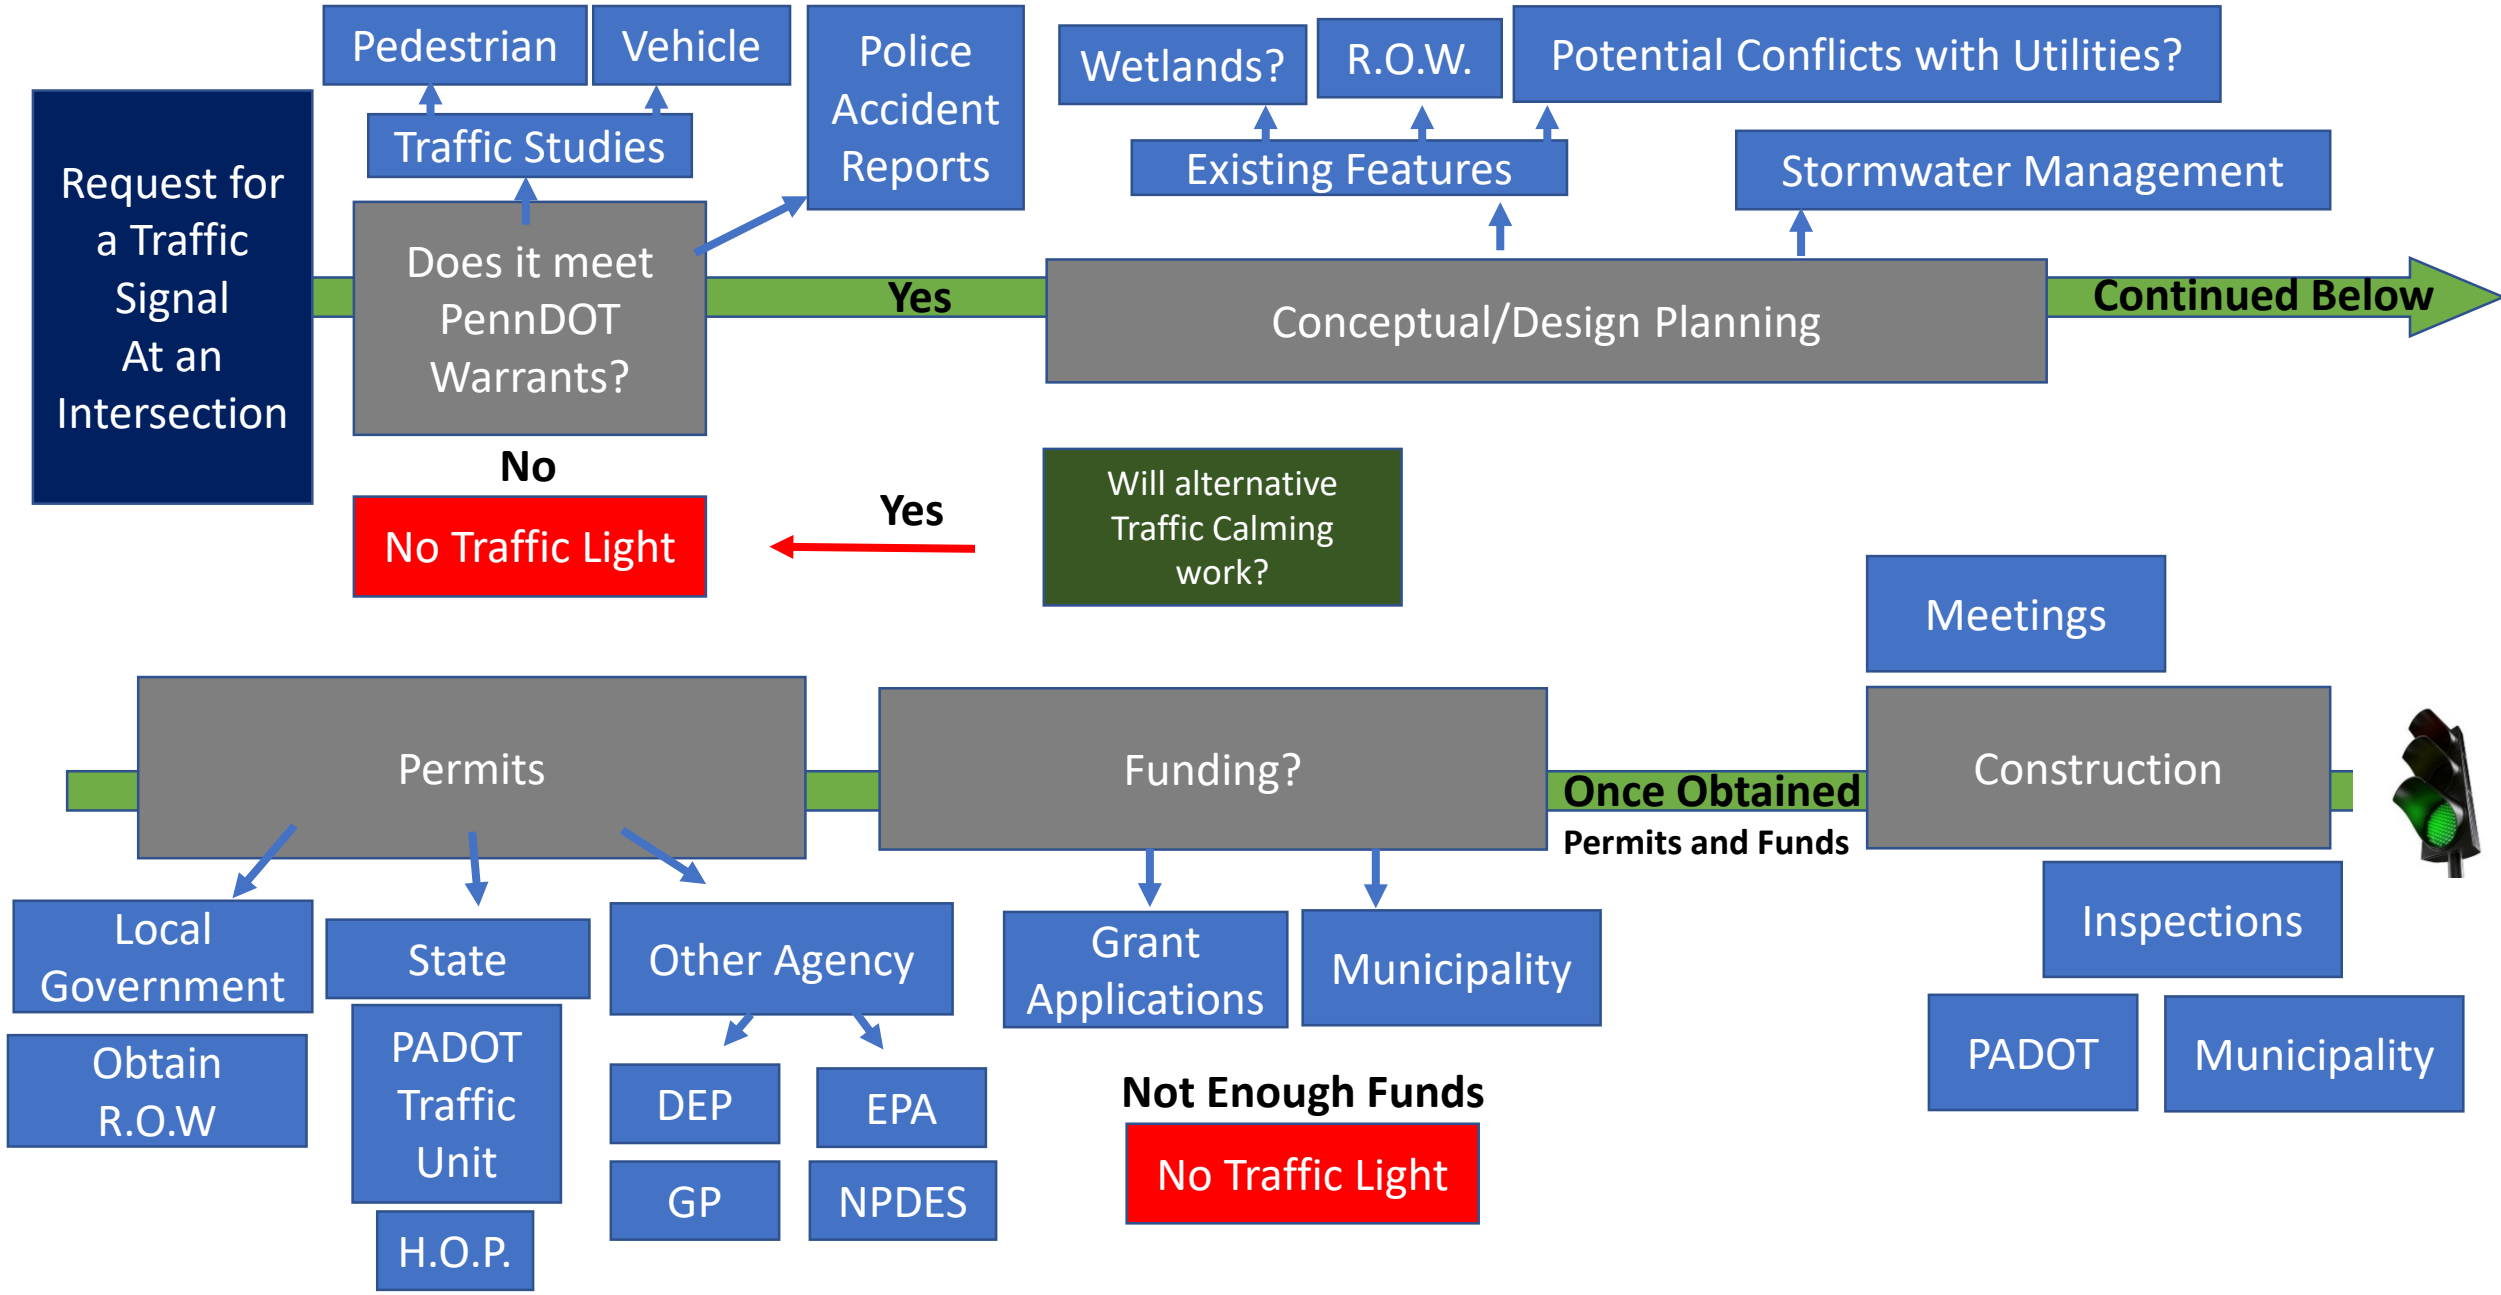 Pedestrian
Vehicle
Police
Accident
Reports
Wetlands?
R.O.W.
Potential Conflicts with Utilities?
Traffic Studies
Existing Features
Stormwater Management
Request for
a Traffic
Signal
At an
Intersection
Does it meet
PennDOT
Warrants?
Yes
Conceptual/Design Planning
Continued Below
No
No Traffic Light
Yes
Will alternative
Traffic Calming
work?
Meetings
Permits
Funding?
Once Obtained
Permits and Funds
Construction
Local
Government
State
Other Agency
Grant
Applications
Municipality
Inspections
Obtain
R.O.W
PADOT
Traffic
Unit
H.O.P.
DEP
EPA
GP
NPDES
Not Enough Funds
No Traffic Light
PADOT
Municipality